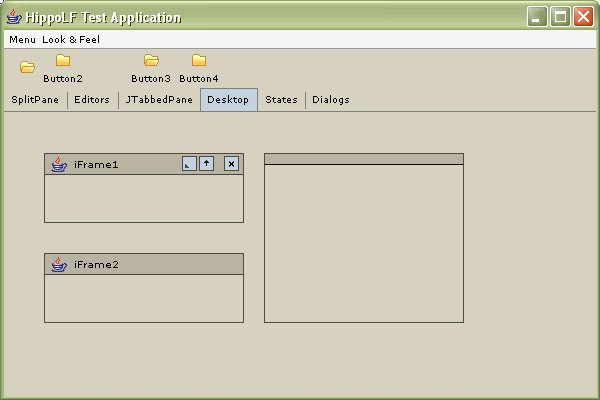 HippoLF Test Application
Menu Look & Feel
Button2 Button3 Button4
SplitPane Editors JTabbedPane Desktop States Dialogs
iFrame1
iFrame2